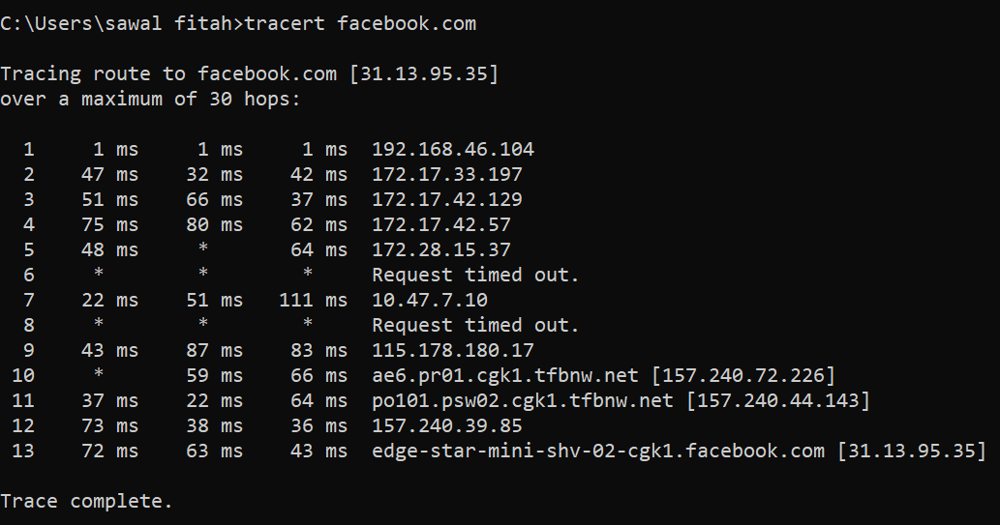 C:\Users\sawal fitah>tracert facebook.com
Tracing route to facebook.com [31.13.95.35]
over a maximum of 30 hops:
1 1 ms 1 ms 1 ms 192.168.46.104
2 47 ms 32 ms 42 ms 172.17.33.197
3 51 ms 66 ms 37 ms 172.17.42.129
4 75 ms 80 ms 62 ms 172.17.42.57
5 48 ms * 64 ms 172.28.15.37
6 * * * Request timed out.
7 22 ms 51 ms 111 ms 10.47.7.10
8 * * * Request timed out.
9 43 ms 87 ms 83 ms 115.178.180.17
10 * 59 ms 66 ms ae6.pr01.cgk1.tfbnw.net [157.240.72.226]
11 37 ms 22 ms 64 ms po101.psw02.cgk1.tfbnw.net [157.240.44.143]
12 73 ms 38 ms 36 ms 157.240.39.85
13 72 ms 63 ms 43 ms edge-star-mini-shv-02-cgk1.facebook.com [31.13.95.35]
Trace complete.